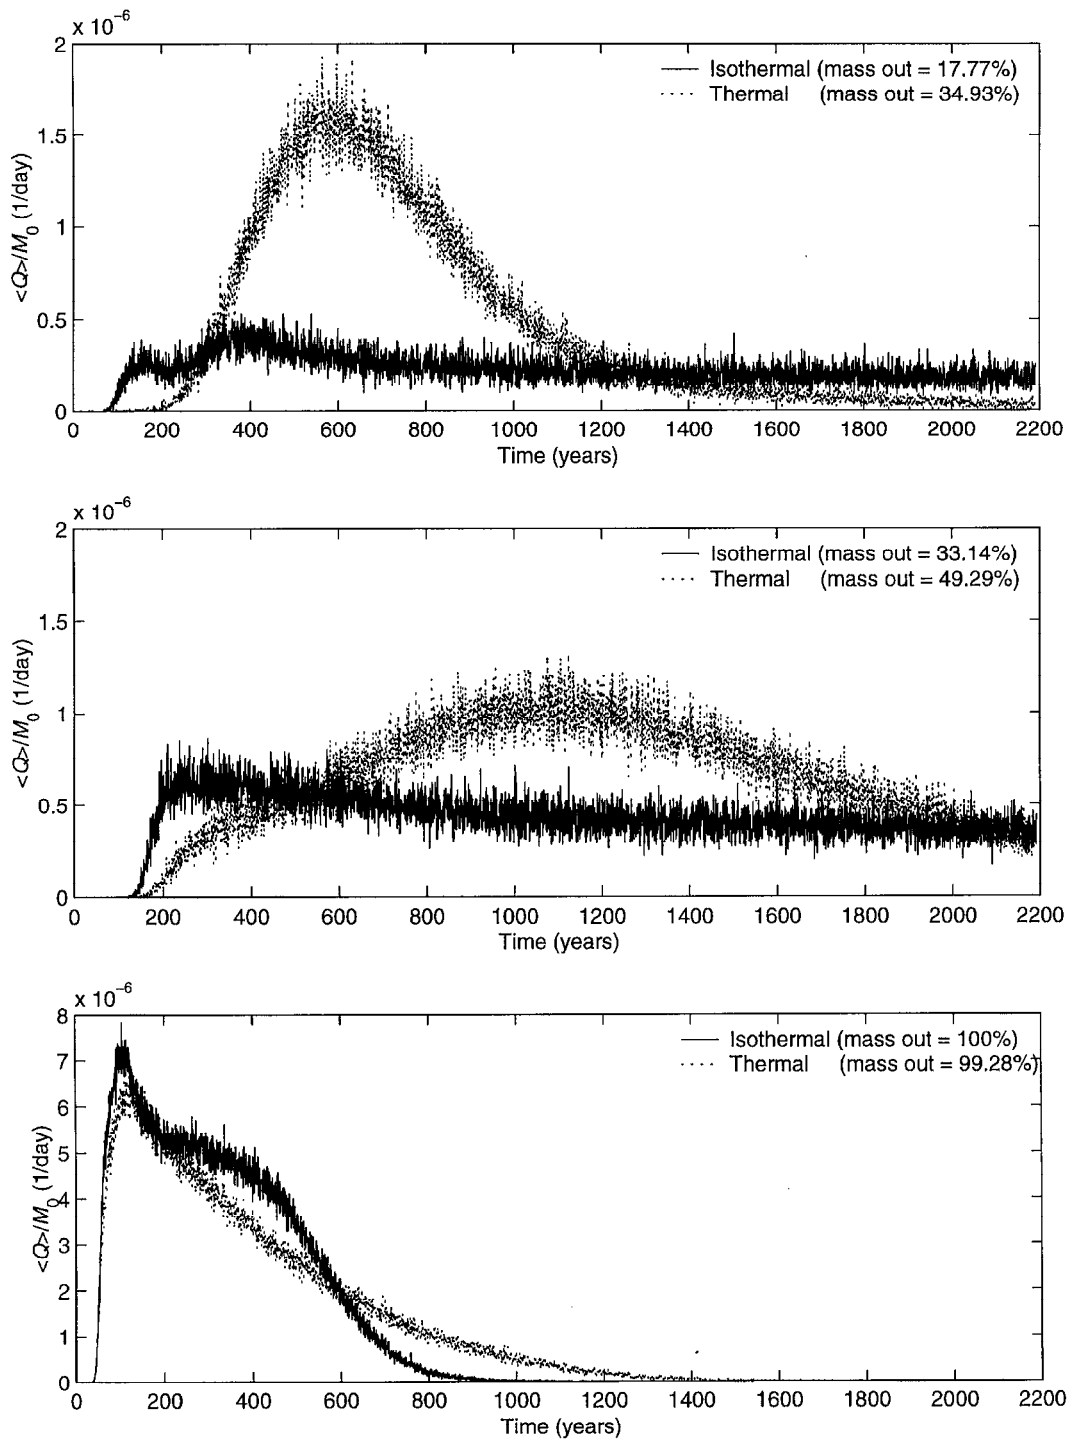 x 10⁻⁶
2
1.5
1
0.5
0
<Q>/M₀ (1/day)
Isothermal (mass out = 17.77%)
Thermal (mass out = 34.93%)
0 200 400 600 800 1000 1200 1400 1600 1800 2000 2200
Time (years)
x 10⁻⁶
2
1.5
1
0.5
0
<Q>/M₀ (1/day)
Isothermal (mass out = 33.14%)
Thermal (mass out = 49.29%)
0 200 400 600 800 1000 1200 1400 1600 1800 2000 2200
Time (years)
x 10⁻⁶
8
7
6
5
4
3
2
1
0
<Q>/M₀ (1/day)
Isothermal (mass out = 100%)
Thermal (mass out = 99.28%)
0 200 400 600 800 1000 1200 1400 1600 1800 2000 2200
Time (years)